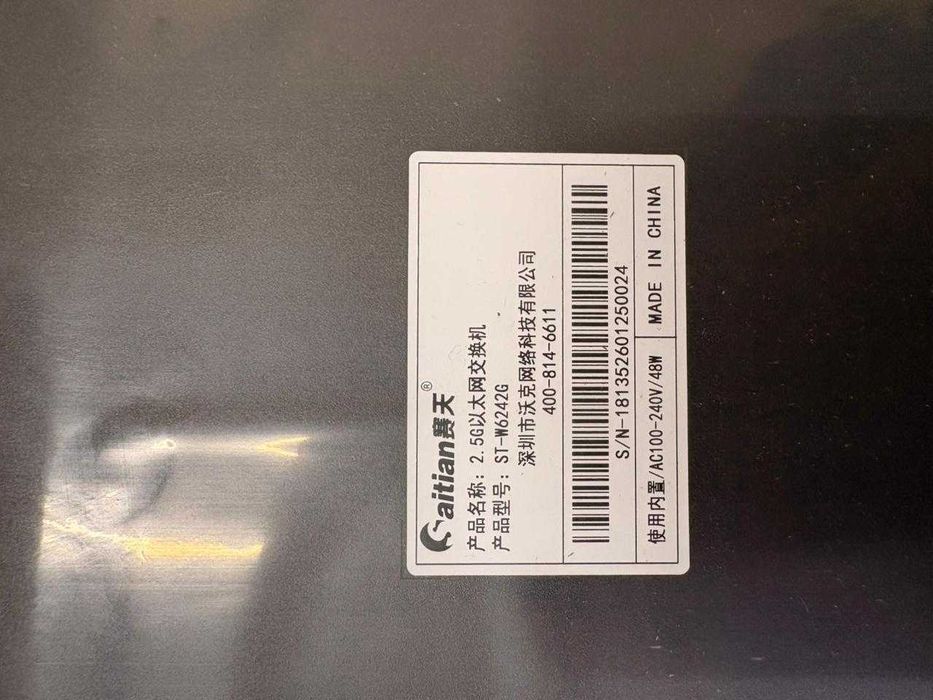 Saitian赛天®
产品名称：2.5G以太网交换机
产品型号：ST-W6242G
深圳市沃克网络科技有限公司
400-814-6611
S/N-181352601250024
使用内置/AC100-240V/48W
MADE IN CHINA